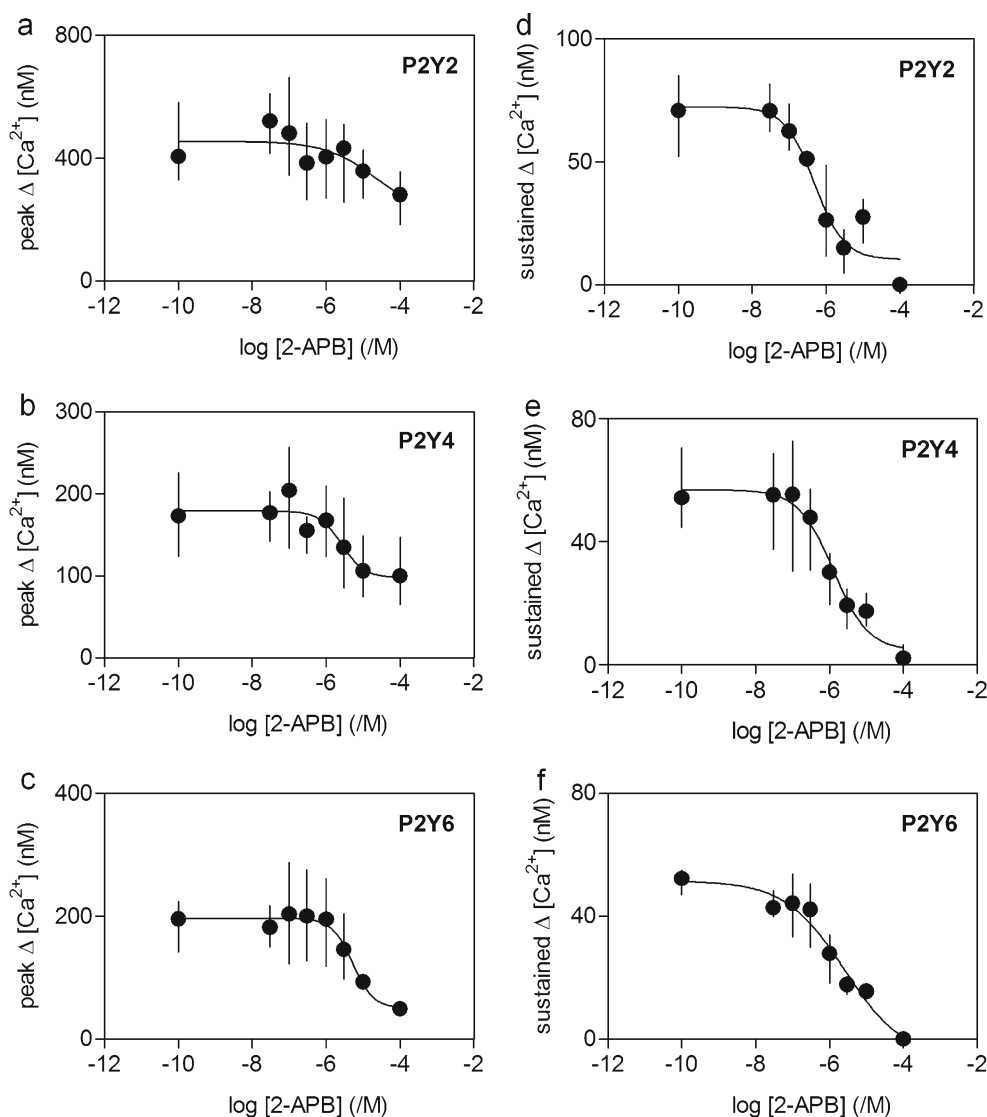 a
800
400
0
peak Δ [Ca²⁺] (nM)
P2Y2
-12 -10 -8 -6 -4 -2
log [2-APB] (/M)
d
100
50
0
sustained Δ [Ca²⁺] (nM)
P2Y2
-12 -10 -8 -6 -4 -2
log [2-APB] (/M)
b
300
200
100
0
peak Δ [Ca²⁺] (nM)
P2Y4
-12 -10 -8 -6 -4 -2
log [2-APB] (/M)
e
80
40
0
sustained Δ [Ca²⁺] (nM)
P2Y4
-12 -10 -8 -6 -4 -2
log [2-APB] (/M)
c
400
200
0
peak Δ [Ca²⁺] (nM)
P2Y6
-12 -10 -8 -6 -4 -2
log [2-APB] (/M)
f
80
40
0
sustained Δ [Ca²⁺] (nM)
P2Y6
-12 -10 -8 -6 -4 -2
log [2-APB] (/M)